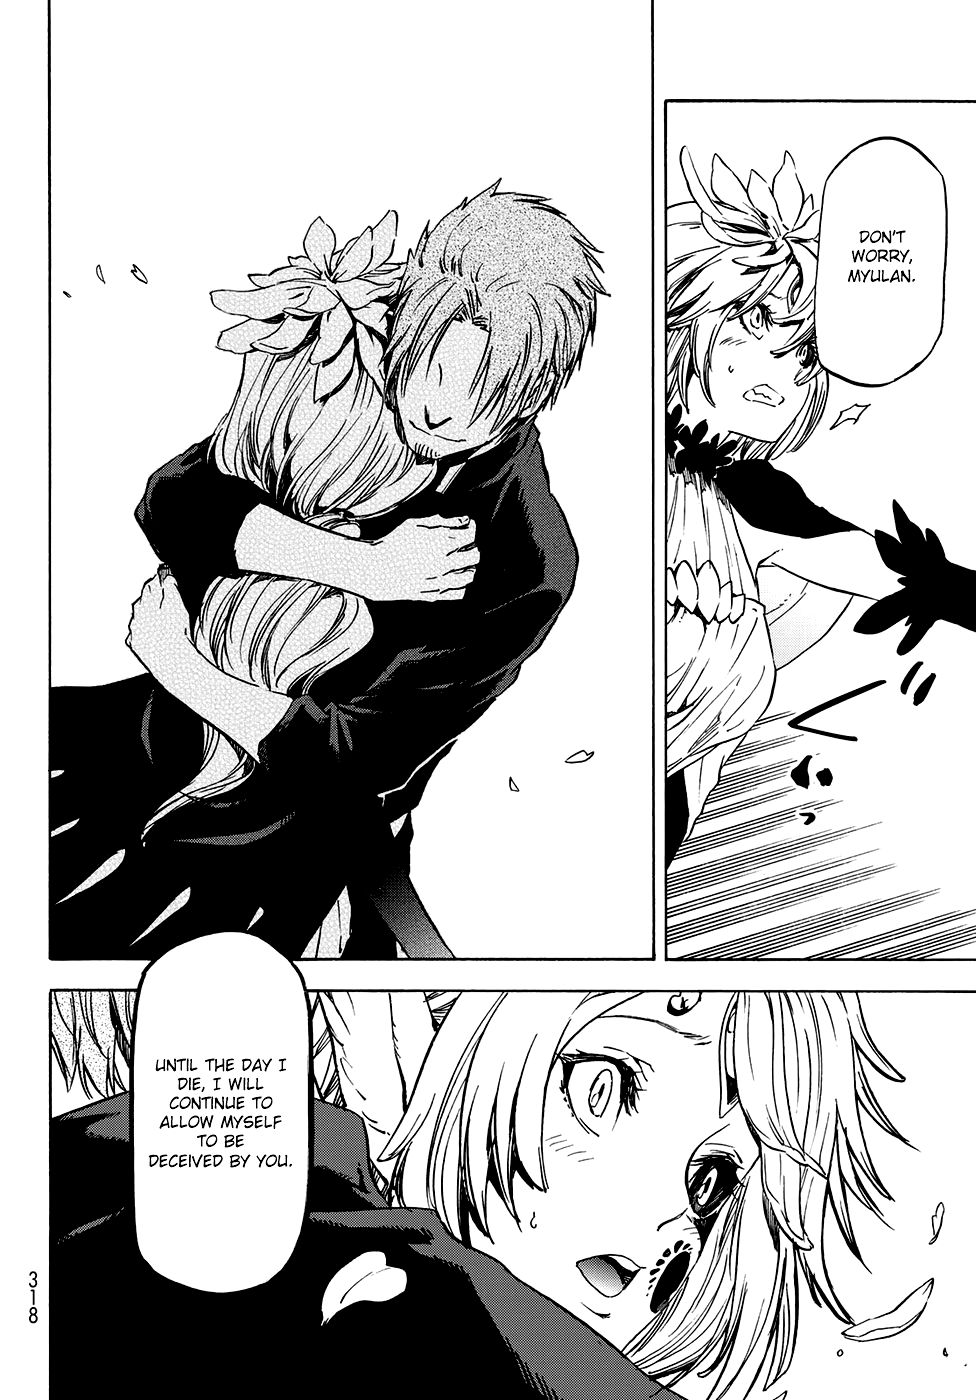 DON'T
WORRY,
MYULAN.
UNTIL THE DAY I
DIE, I WILL
CONTINUE TO
ALLOW MYSELF
TO BE
DECEIVED BY YOU.
318